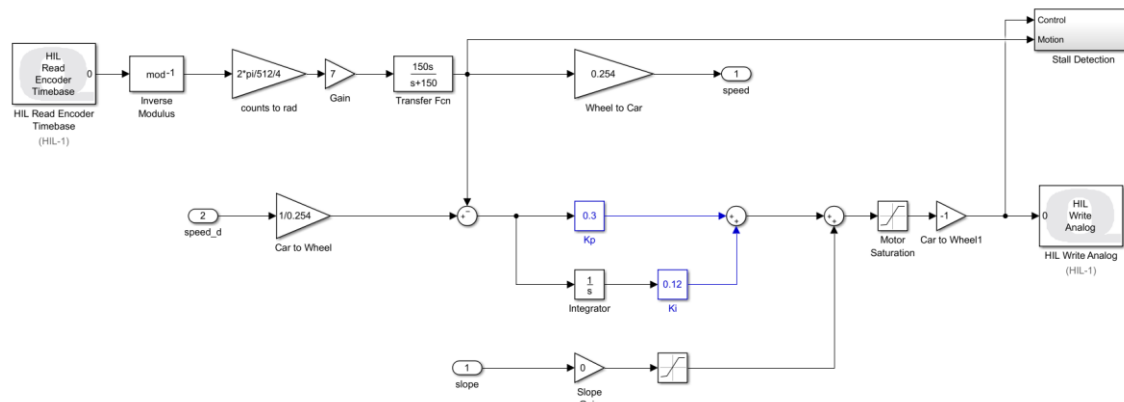 HIL
Read
Encoder
Timebase
0
HIL Read Encoder
Timebase
(HIL-1)
mod-1
Inverse
Modulus
2*pi/512/4
counts to rad
7
Gain
150s
s+150
Transfer Fcn
0.254
Wheel to Car
1
speed
Control
Motion
Stall Detection
2
speed_d
1/0.254
Car to Wheel
+
−
0.3
Kp
1
s
Integrator
0.12
Ki
+
+
+
+
Motor
Saturation
-1
Car to Wheel1
0
HIL
Write
Analog
HIL Write Analog
(HIL-1)
1
slope
0
Slope